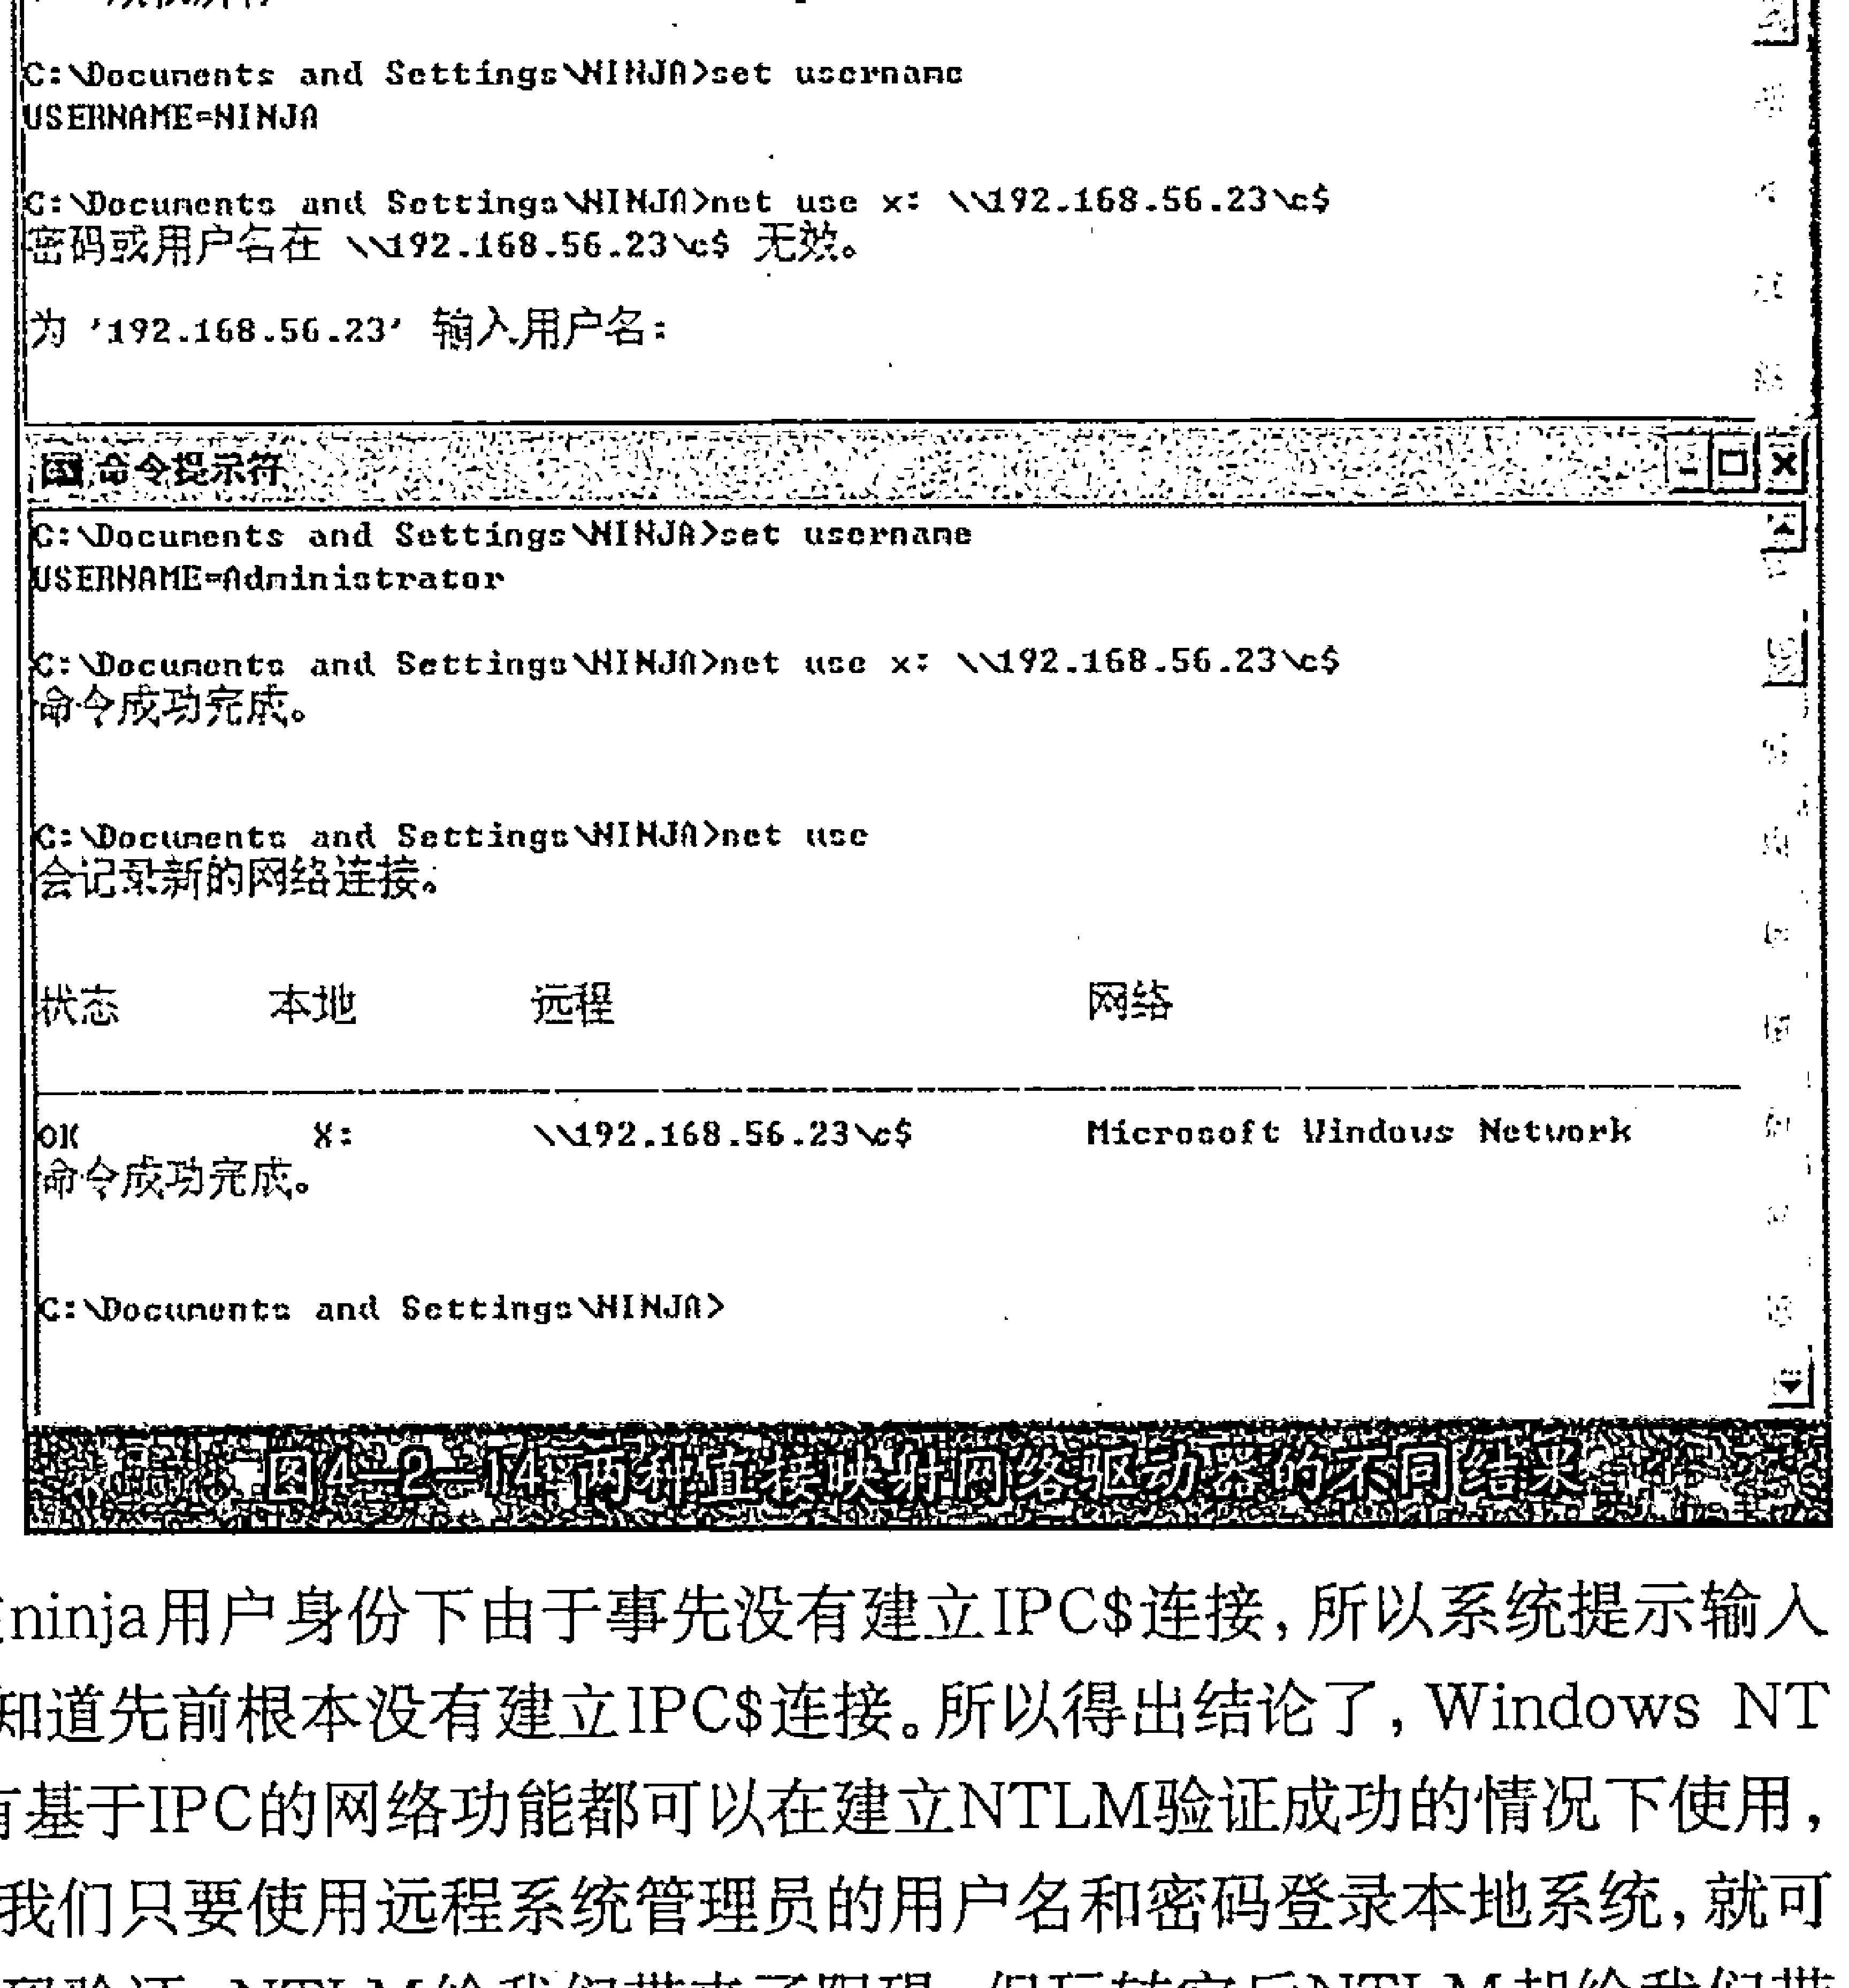 C:\Documents and Settings\NINJA>set username
USERNAME=NINJA
C:\Documents and Settings\NINJA>net use x: \\192.168.56.23\c$
密码或用户名在 \\192.168.56.23\c$ 无效。
为 '192.168.56.23' 输入用户名:
命令提示符
C:\Documents and Settings\NINJA>set username
USERNAME=Administrator
C:\Documents and Settings\NINJA>net use x: \\192.168.56.23\c$
命令成功完成。
C:\Documents and Settings\NINJA>net use
会记录新的网络连接。
状态 本地 远程 网络
OK X: \\192.168.56.23\c$ Microsoft Windows Network
命令成功完成。
C:\Documents and Settings\NINJA>
图4-2-14 两种直接映射网络驱动器的不同结果
ninja用户身份下由于事先没有建立IPC$连接,所以系统提示输入
知道先前根本没有建立IPC$连接。所以得出结论了,Windows NT
有基于IPC的网络功能都可以在建立NTLM验证成功的情况下使用,
我们只要使用远程系统管理员的用户名和密码登录本地系统,就可